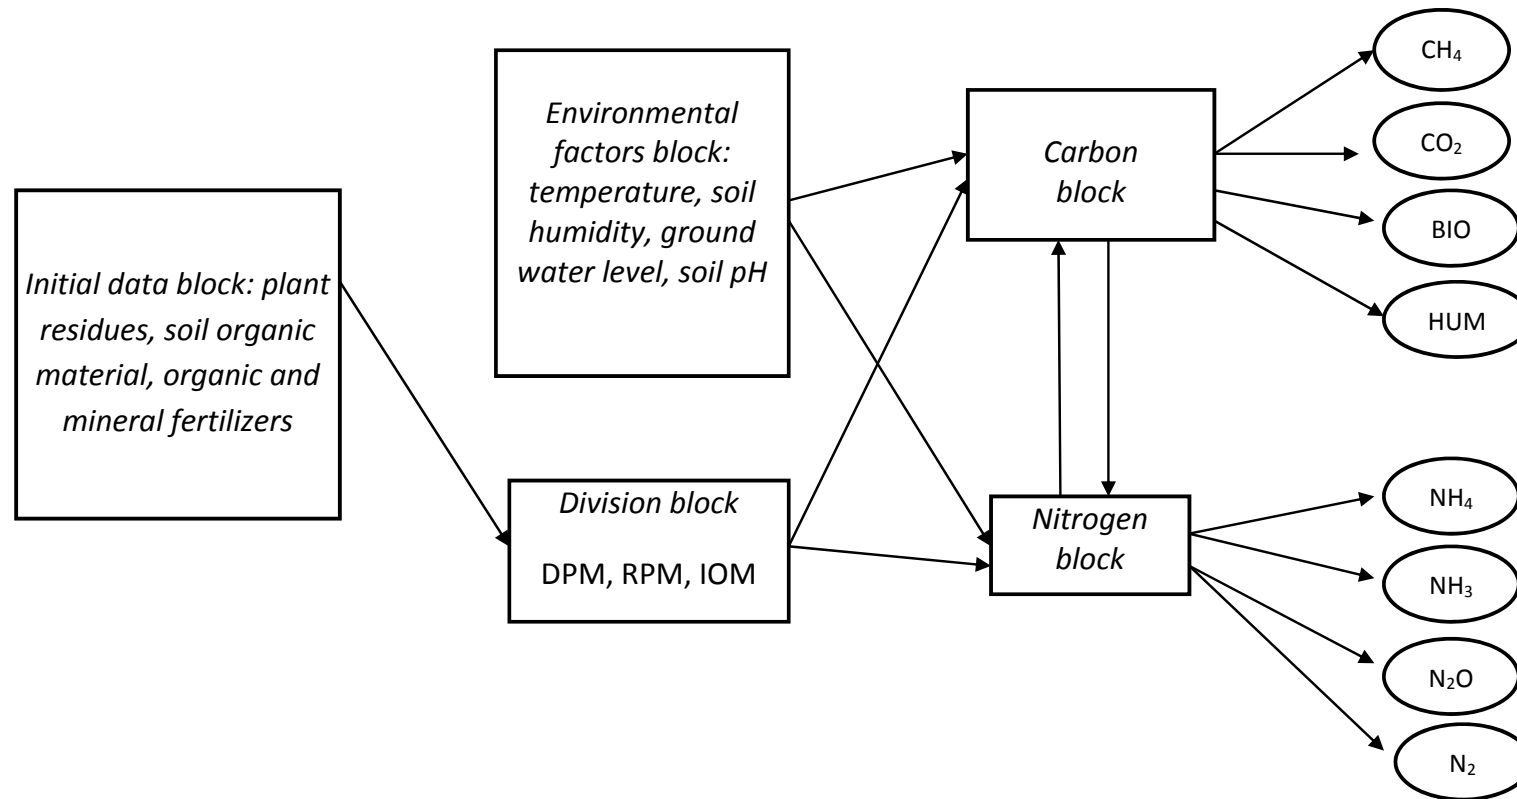 Initial data block: plant
residues, soil organic
material, organic and
mineral fertilizers
Environmental
factors block:
temperature, soil
humidity, ground
water level, soil pH
Division block
DPM, RPM, IOM
Carbon
block
Nitrogen
block
CH₄
CO₂
BIO
HUM
NH₄
NH₃
N₂O
N₂